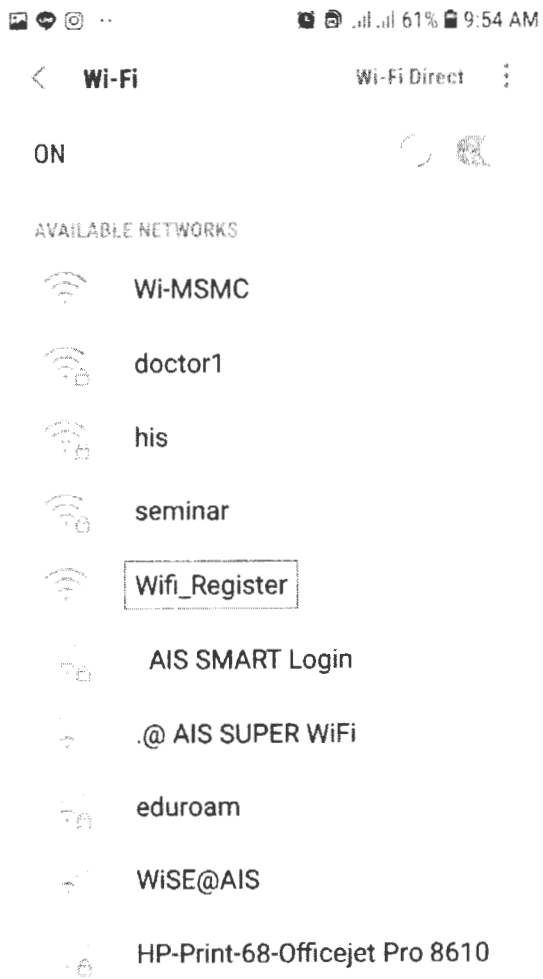 61% 9:54 AM
Wi-Fi Wi-Fi Direct
ON
AVAILABLE NETWORKS
Wi-MSMC
doctor1
his
seminar
Wifi_Register
AIS SMART Login
.@ AIS SUPER WiFi
eduroam
WiSE@AIS
HP-Print-68-Officejet Pro 8610